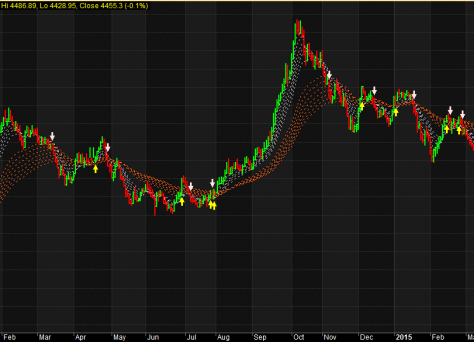 Hi 4486.89, Lo 4428.95, Close 4455.3 (-0.1%)
Feb Mar Apr May Jun Jul Aug Sep Oct Nov Dec 2015 Feb